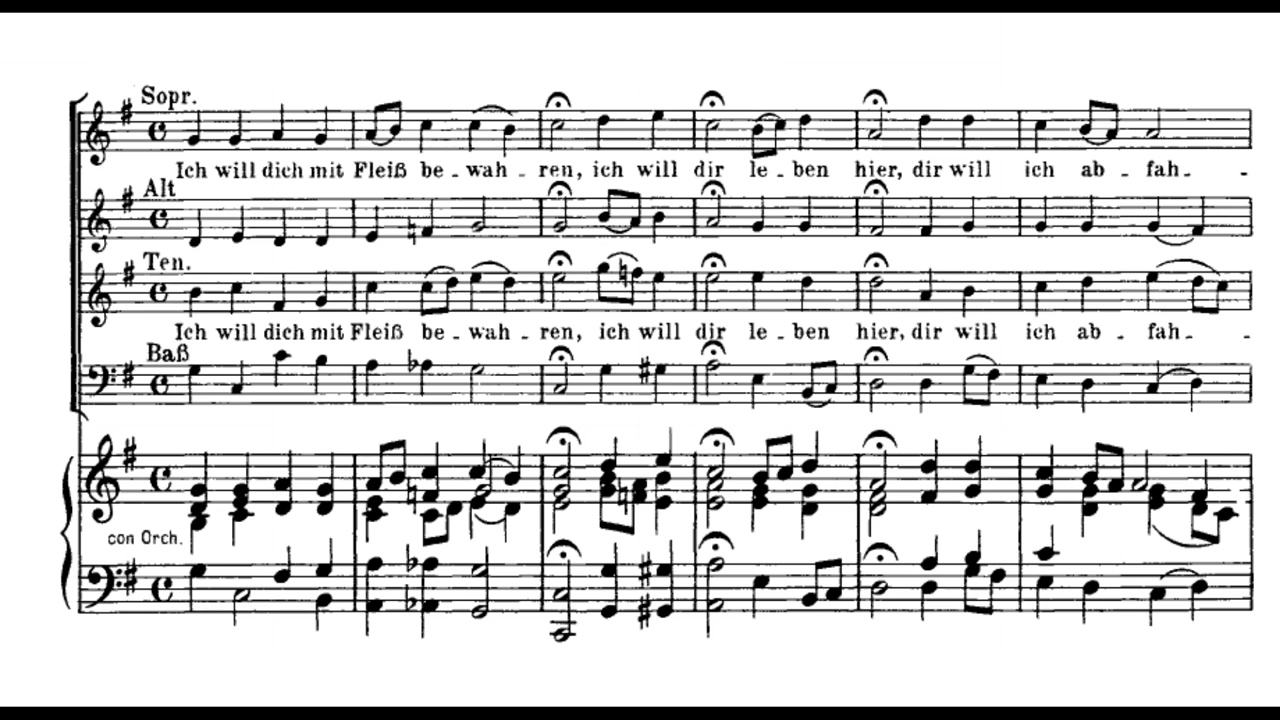 Sopr.
Ich will dich mit Fleiß be - wah - ren, ich will dir le - ben hier, dir will ich ab - fah - -
Alt
Ten.
Ich will dich mit Fleiß be - wah - ren, ich will dir le - ben hier, dir will ich ab - fah - -
Baß
con Orch.